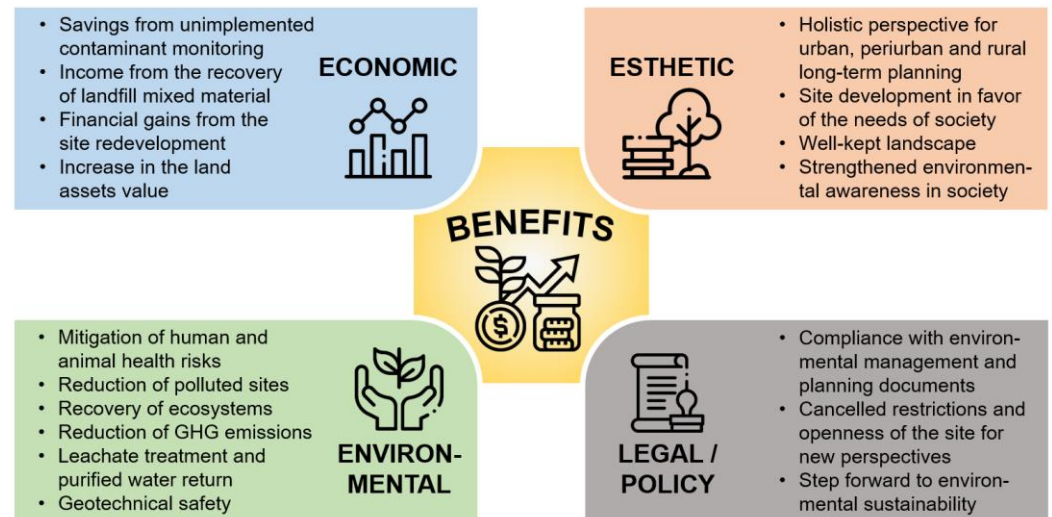 • Savings from unimplemented
contaminant monitoring
• Income from the recovery
of landfill mixed material
• Financial gains from the
site redevelopment
• Increase in the land
assets value
ECONOMIC
ESTHETIC
• Holistic perspective for
urban, periurban and rural
long-term planning
• Site development in favor
of the needs of society
• Well-kept landscape
• Strengthened environmen-
tal awareness in society
BENEFITS
$
• Mitigation of human and
animal health risks
• Reduction of polluted sites
• Recovery of ecosystems
• Reduction of GHG emissions
• Leachate treatment and
purified water return
• Geotechnical safety
ENVIRON-
MENTAL
LEGAL /
POLICY
• Compliance with environ-
mental management and
planning documents
• Cancelled restrictions and
openness of the site for
new perspectives
• Step forward to environ-
mental sustainability